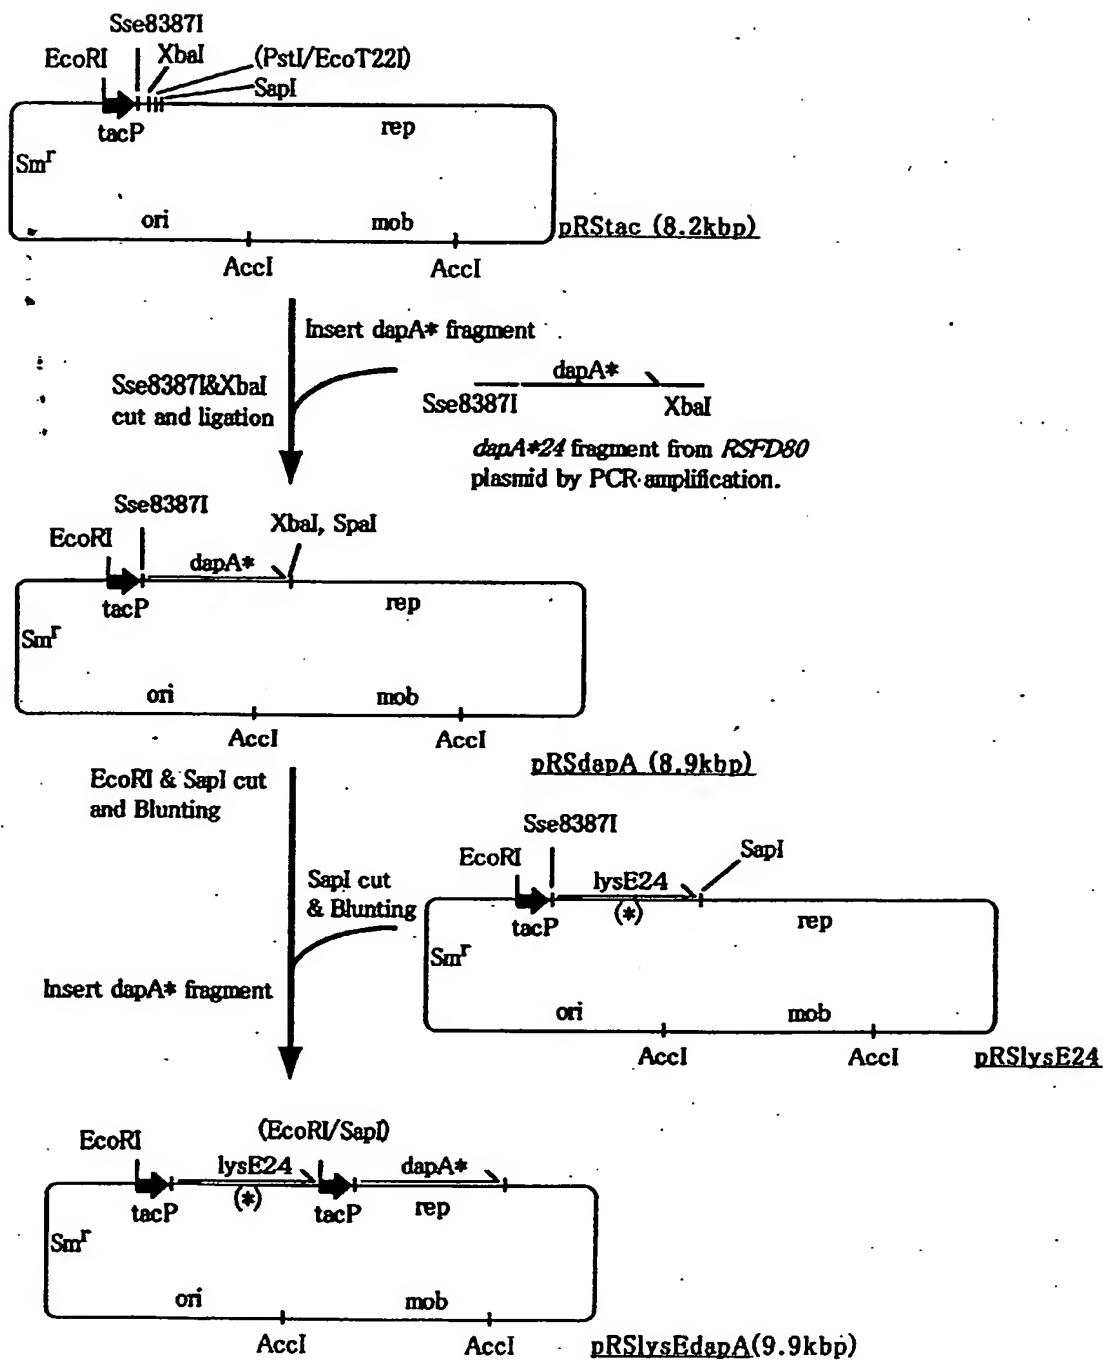 Sse8387I
EcoRI
XbaI
(PstI/EcoT22I)
SapI
tacP
rep
Smr
ori
mob
pRStac (8.2kbp)
AccI
AccI
Insert dapA* fragment
Sse8387I&XbaI
cut and ligation
dapA*
Sse8387I
XbaI
dapA*24 fragment from RSFD80
plasmid by PCR amplification.
Sse8387I
EcoRI
XbaI, SpaI
dapA*
tacP
rep
Smr
ori
mob
AccI
AccI
pRSdapA (8.9kbp)
EcoRI & SapI cut
and Blunting
Sse8387I
EcoRI
SapI
lysE24
(*)
tacP
rep
SapI cut
& Blunting
Smr
Insert dapA* fragment
ori
mob
AccI
AccI
pRSlysE24
EcoRI
(EcoRI/SapI)
lysE24
dapA*
(*)
tacP
tacP
rep
Smr
ori
mob
AccI
AccI
pRSlysEdapA(9.9kbp)